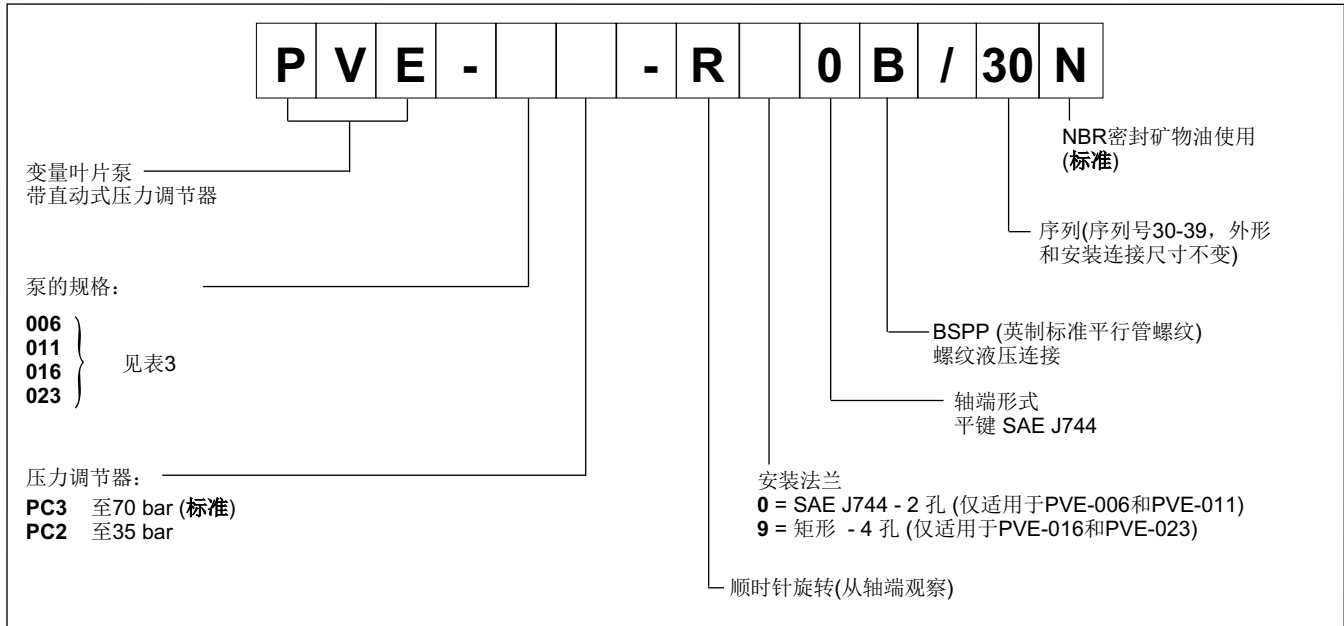 P V E - - R 0 B / 30 N
NBR密封矿物油使用
(标准)
变量叶片泵
带直动式压力调节器
序列(序列号30-39，外形
和安装连接尺寸不变)
泵的规格：
006
011
016
023
见表3
BSPP (英制标准平行管螺纹)
螺纹液压连接
轴端形式
平键 SAE J744
压力调节器：
PC3 至70 bar (标准)
PC2 至35 bar
安装法兰
0 = SAE J744 - 2 孔 (仅适用于PVE-006和PVE-011)
9 = 矩形 - 4 孔 (仅适用于PVE-016和PVE-023)
顺时针旋转(从轴端观察)